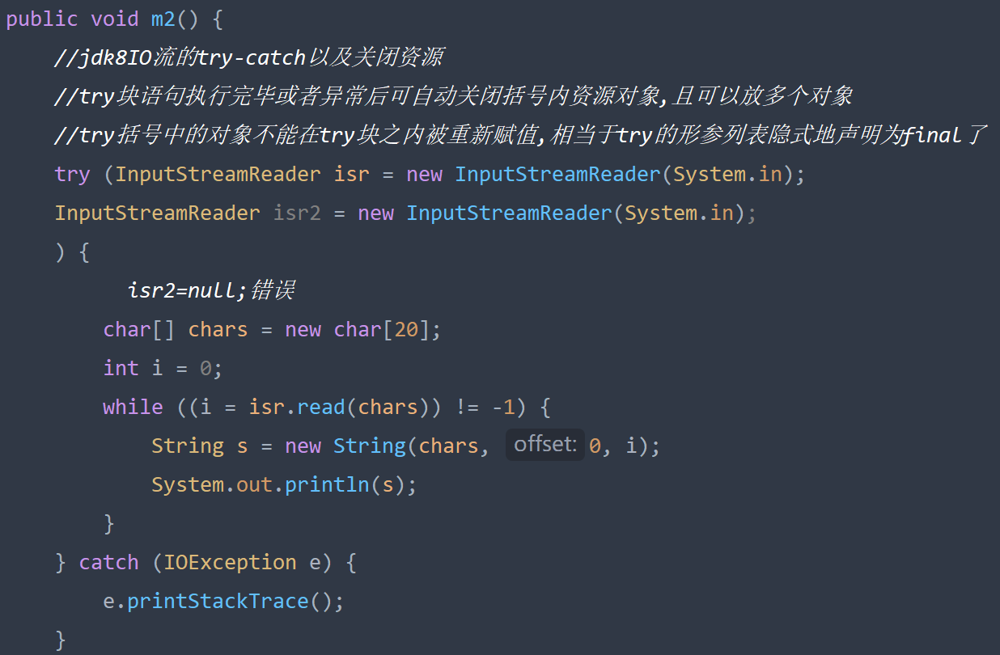 public void m2() {
//jdk8IO流的try-catch以及关闭资源
//try块语句执行完毕或者异常后可自动关闭括号内资源对象,且可以放多个对象
//try括号中的对象不能在try块之内被重新赋值,相当于try的形参列表隐式地声明为final了
try (InputStreamReader isr = new InputStreamReader(System.in);
InputStreamReader isr2 = new InputStreamReader(System.in);
) {
isr2=null;错误
char[] chars = new char[20];
int i = 0;
while ((i = isr.read(chars)) != -1) {
String s = new String(chars, offset: 0, i);
System.out.println(s);
}
} catch (IOException e) {
e.printStackTrace();
}